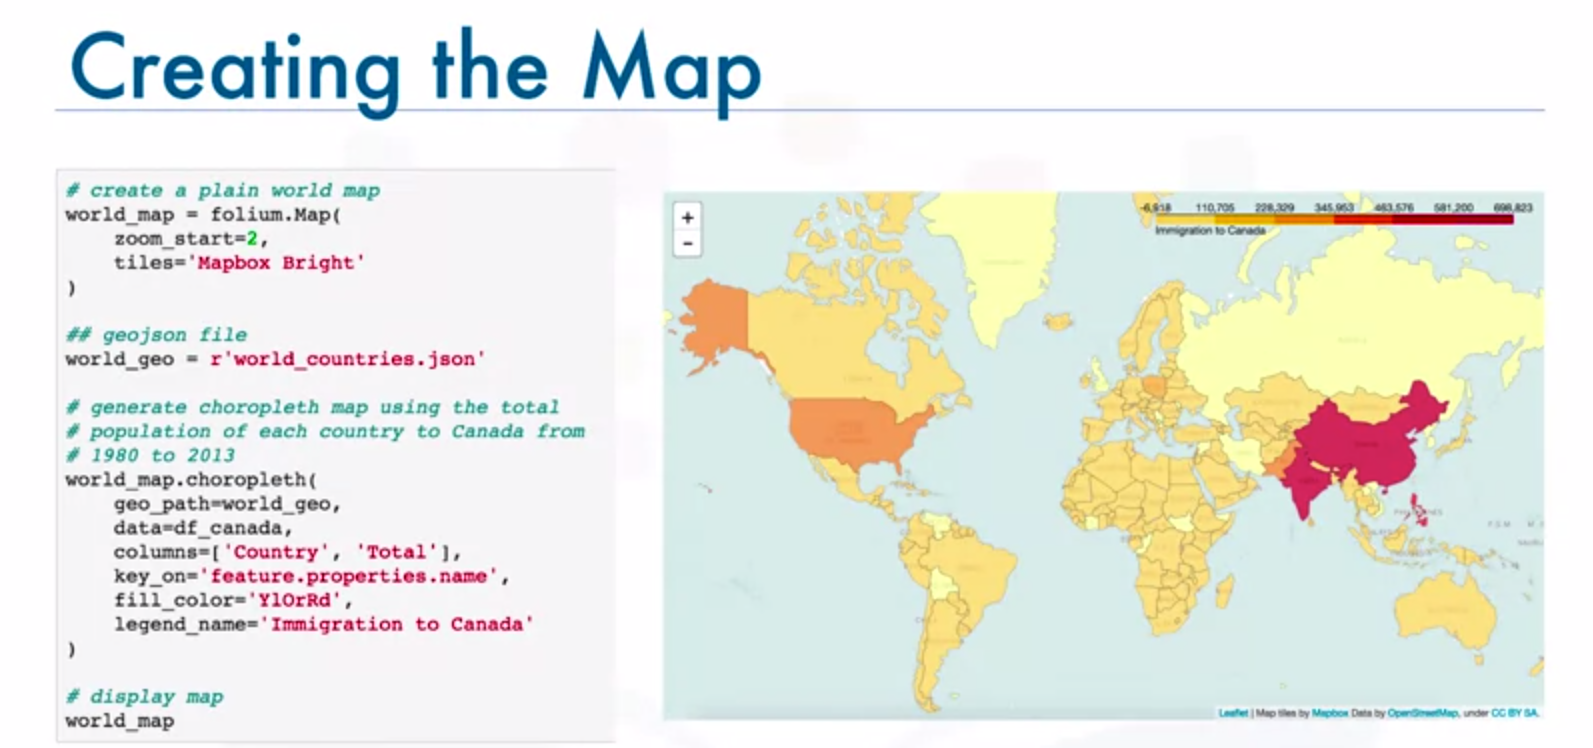 Creating the Map
# create a plain world map
world_map = folium.Map(
    zoom_start=2,
    tiles='Mapbox Bright'
)
## geojson file
world_geo = r'world_countries.json'
# generate choropleth map using the total
# population of each country to Canada from
# 1980 to 2013
world_map.choropleth(
    geo_path=world_geo,
    data=df_canada,
    columns=['Country', 'Total'],
    key_on='feature.properties.name',
    fill_color='YlOrRd',
    legend_name='Immigration to Canada'
)
# display map
world_map
+
−
-6,918 110,705 228,329 345,953 463,576 581,200 698,823
Immigration to Canada
Leaflet | Map tiles by Mapbox Data by OpenStreetMap, under CC BY SA.